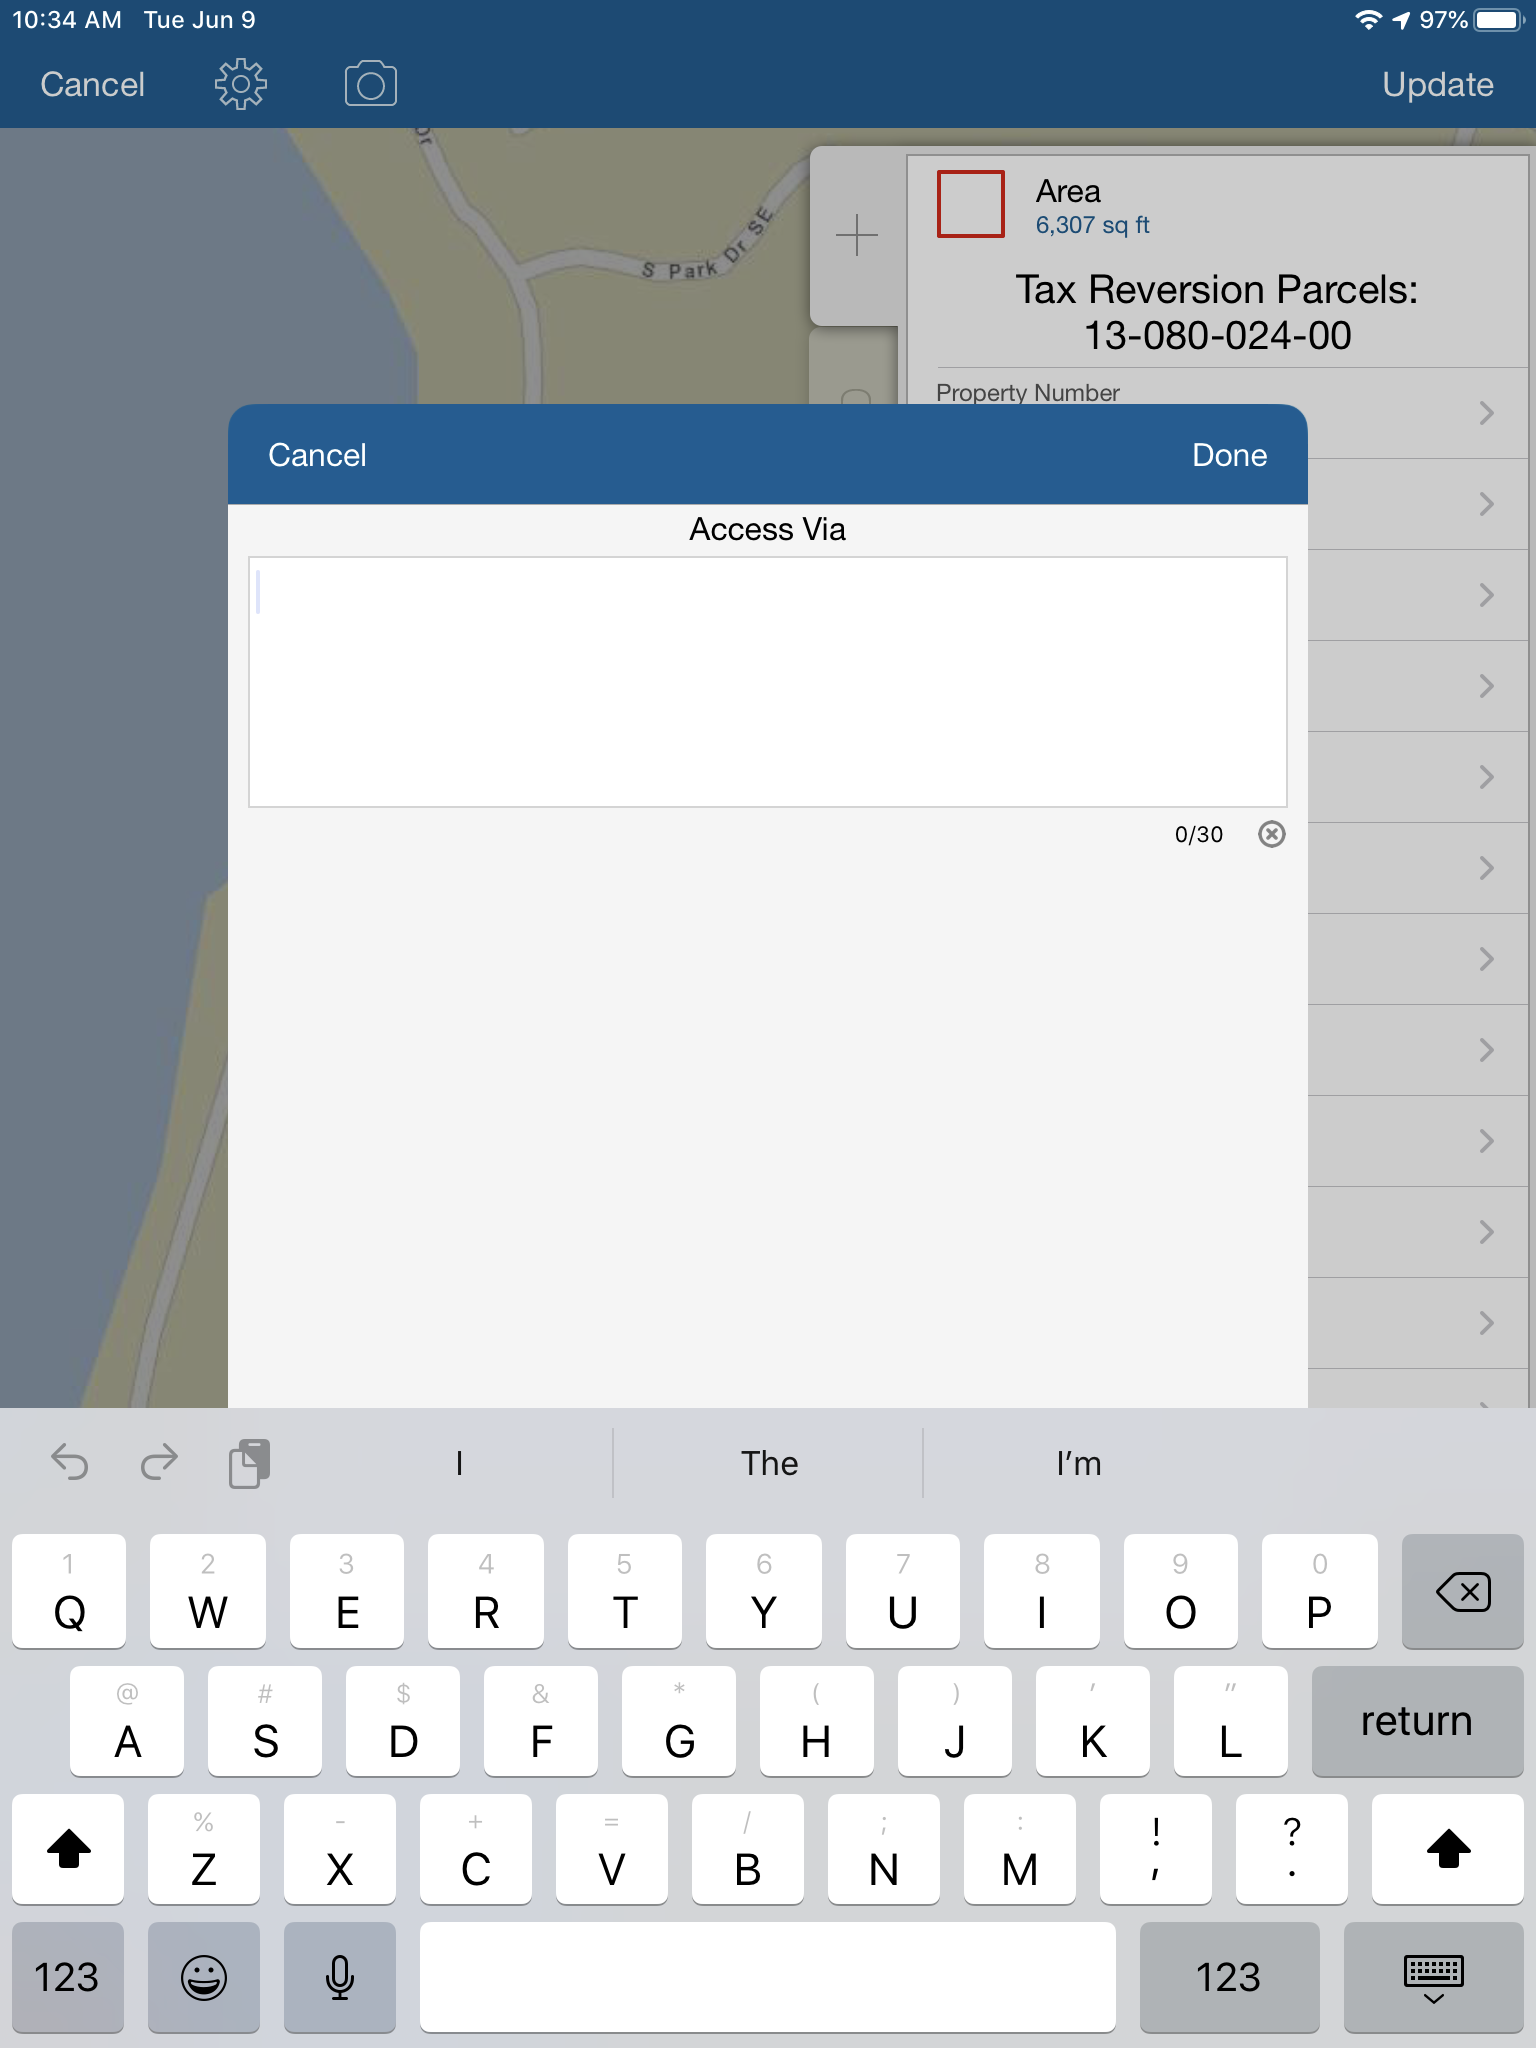 10:34 AM Tue Jun 9 97%
Cancel Update
Dr
S Park Dr SE
Area
6,307 sq ft
Tax Reversion Parcels:
13-080-024-00
Property Number
Cancel Done
Access Via
0/30
I The I'm
1 2 3 4 5 6 7 8 9 0
Q W E R T Y U I O P
@ # $ & * ( ) ' "
A S D F G H J K L return
% - + = / ; : ! ?
Z X C V B N M , .
123 123